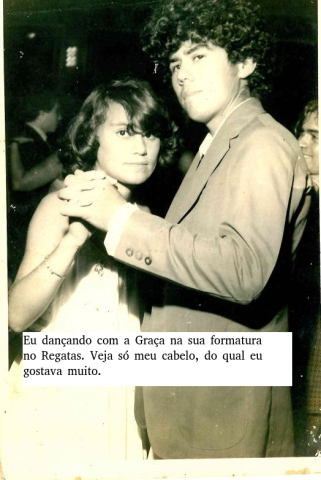 Eu dançando com a Graça na sua formatura
no Regatas. Veja só meu cabelo, do qual eu
gostava muito.